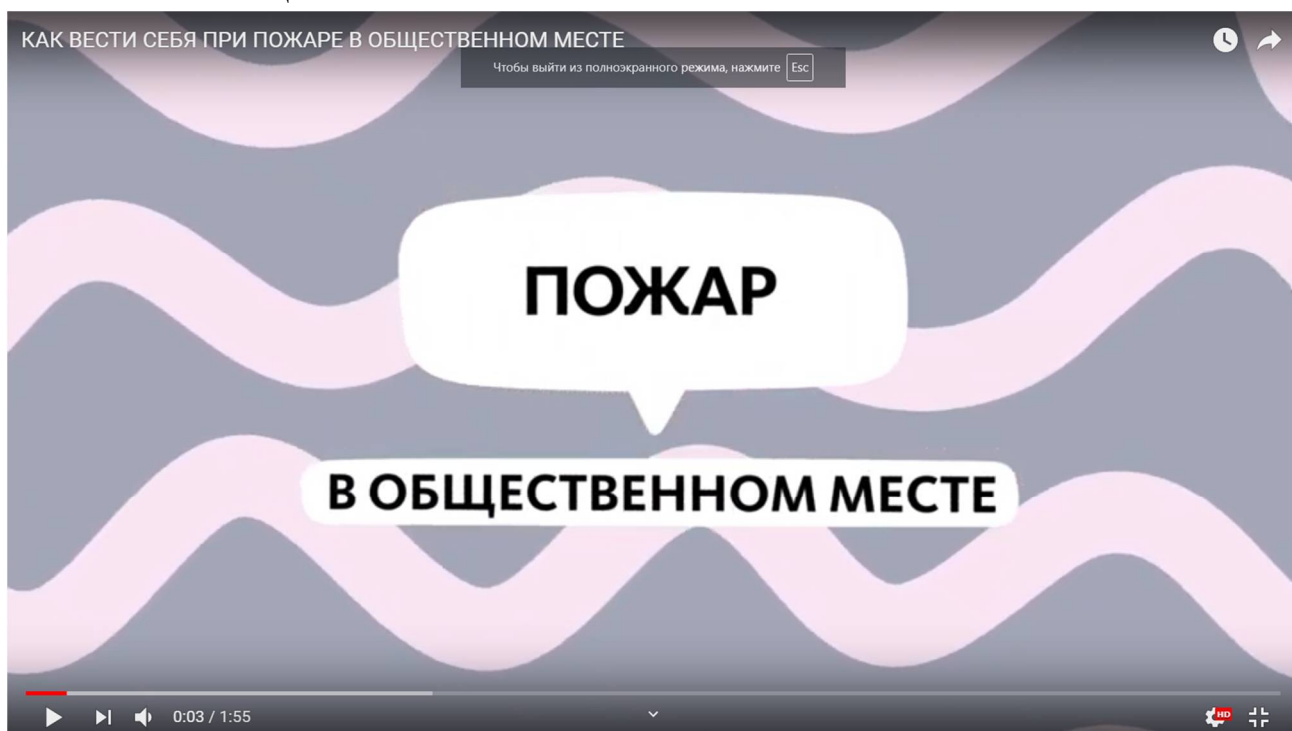 КАК ВЕСТИ СЕБЯ ПРИ ПОЖАРЕ В ОБЩЕСТВЕННОМ МЕСТЕ
Чтобы выйти из полноэкранного режима, нажмите Esc
ПОЖАР
В ОБЩЕСТВЕННОМ МЕСТЕ
0:03 / 1:55
HD